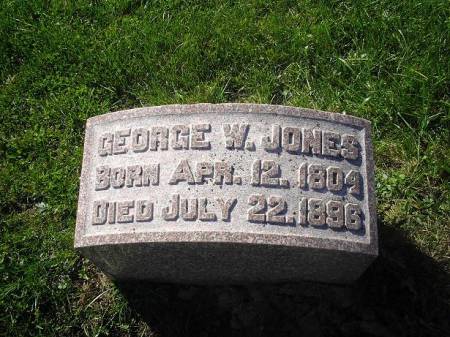 GEORGE W. JONES
BORN APR. 12. 1804
DIED JULY 22. 1896